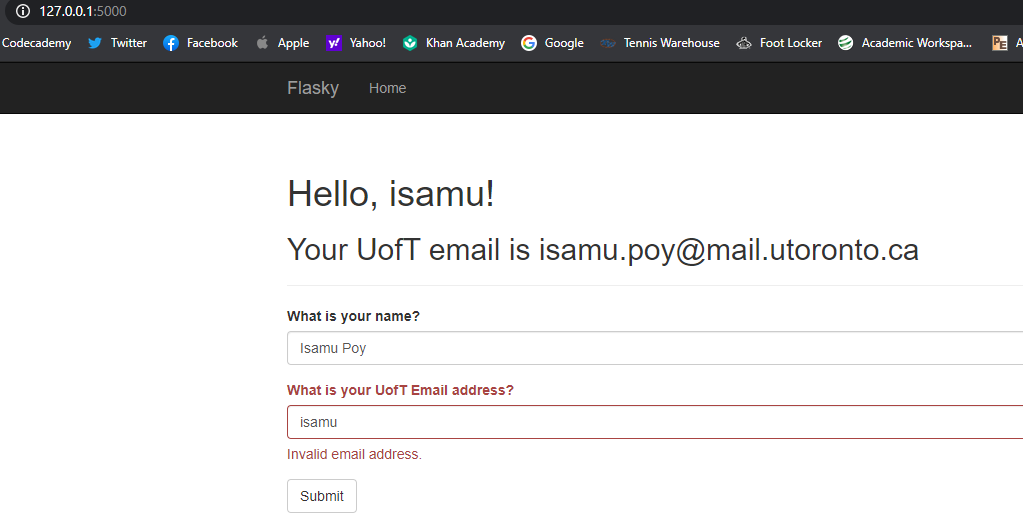 127.0.0.1:5000
Codecademy Twitter Facebook Apple Yahoo! Khan Academy Google Tennis Warehouse Foot Locker Academic Workspa... A
Flasky Home
Hello, isamu!
Your UofT email is isamu.poy@mail.utoronto.ca
What is your name?
Isamu Poy
What is your UofT Email address?
isamu
Invalid email address.
Submit